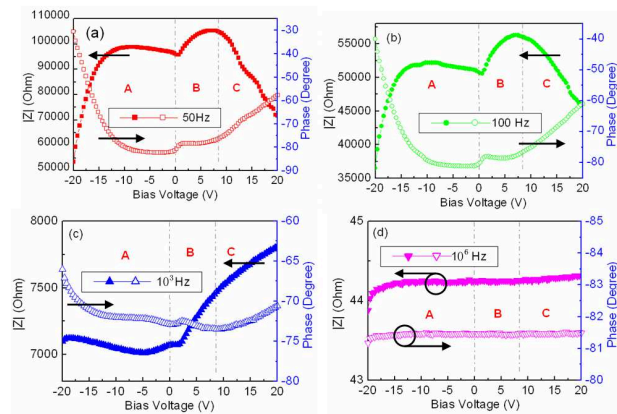 (a)
110000
100000
90000
80000
70000
60000
50000
|Z| (Ohm)
A
B
C
50Hz
-30
-40
-50
-60
-70
-80
-90
Phase (Degree)
-20 -15 -10 -5 0 5 10 15 20
Bias Voltage (V)
(b)
55000
50000
45000
40000
35000
|Z| (Ohm)
A
B
C
100 Hz
-40
-50
-60
-70
-80
Phase (Degree)
-20 -15 -10 -5 0 5 10 15 20
Bias Voltage (V)
(c)
8000
7500
7000
|Z| (Ohm)
A
B
C
10³Hz
-60
-65
-70
-75
-80
Phase (Degree)
-20 -15 -10 -5 0 5 10 15 20
Bias Voltage (V)
(d)
45
44
43
|Z| (Ohm)
10⁶ Hz
A
B
C
-85
-84
-83
-82
-81
-80
Phase (Degree)
-20 -15 -10 -5 0 5 10 15 20
Bias Voltage (V)